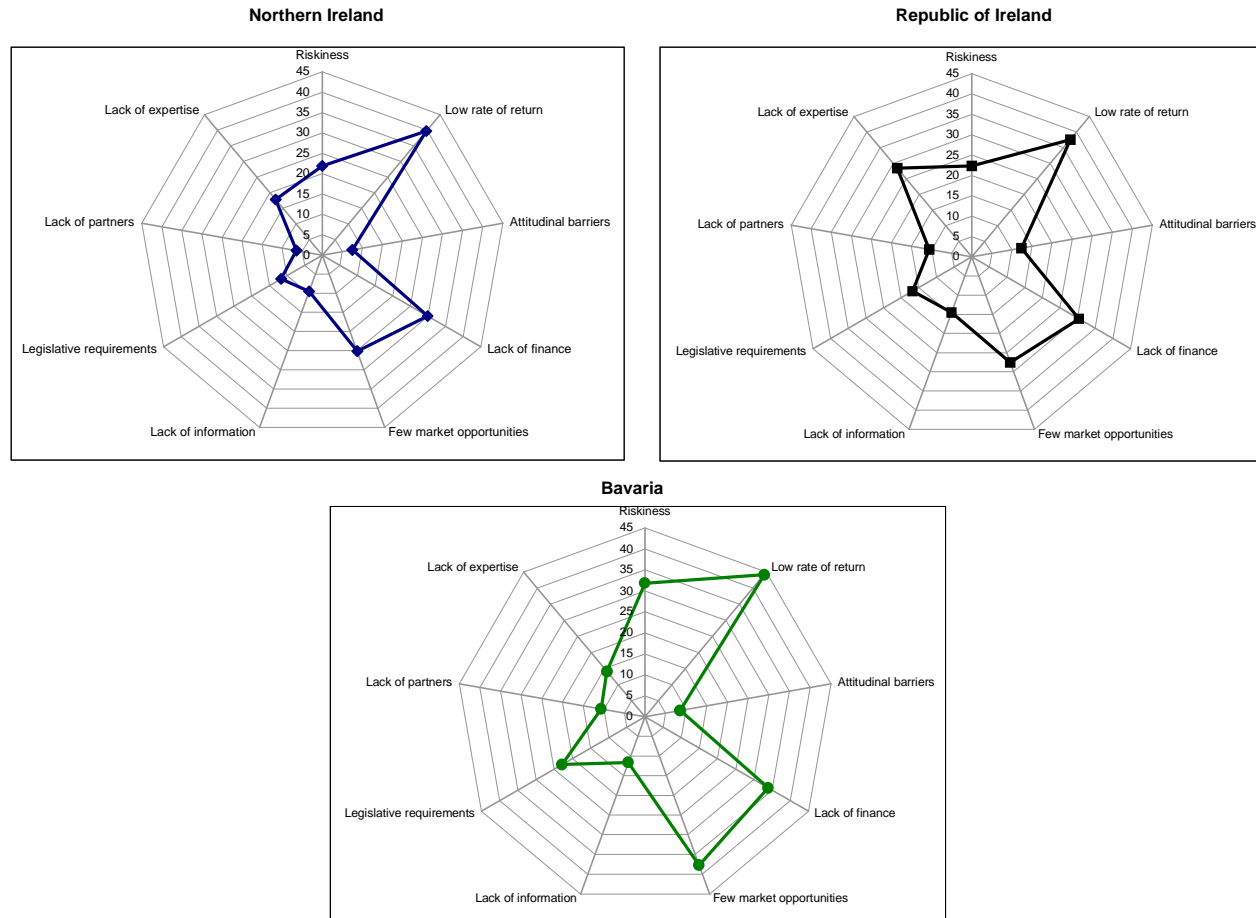 Northern Ireland
Riskiness
45
40
35
30
25
20
15
10
5
0
Low rate of return
Attitudinal barriers
Lack of finance
Few market opportunities
Lack of information
Legislative requirements
Lack of partners
Lack of expertise
Republic of Ireland
Riskiness
45
40
35
30
25
20
15
10
5
0
Low rate of return
Attitudinal barriers
Lack of finance
Few market opportunities
Lack of information
Legislative requirements
Lack of partners
Lack of expertise
Bavaria
Riskiness
45
40
35
30
25
20
15
10
5
0
Low rate of return
Attitudinal barriers
Lack of finance
Few market opportunities
Lack of information
Legislative requirements
Lack of partners
Lack of expertise